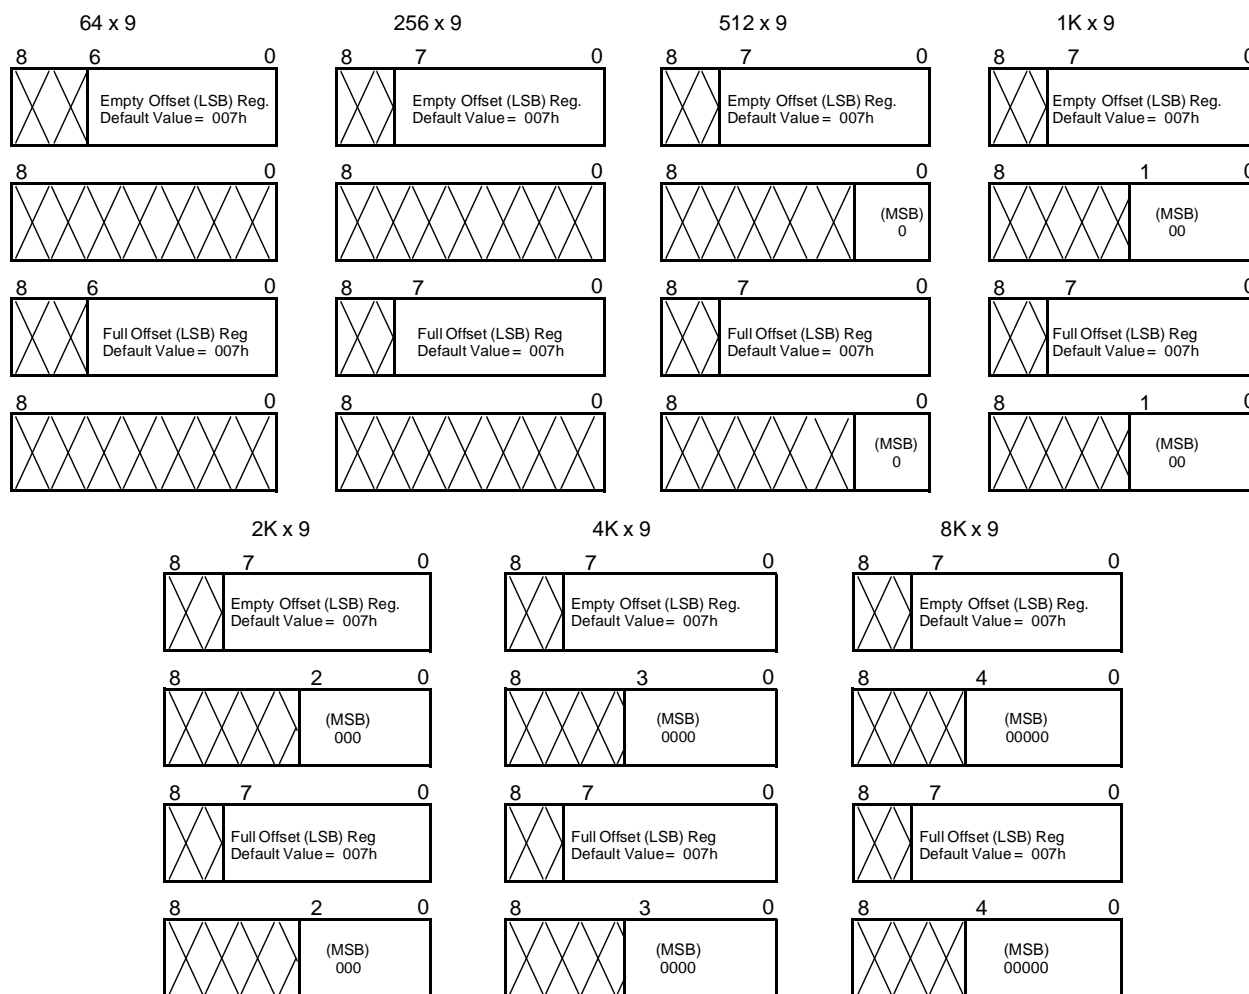 64 x 9 256 x 9 512 x 9 1K x 9
8 6 0 8 7 0 8 7 0 8 7 0
Empty Offset (LSB) Reg. Empty Offset (LSB) Reg. Empty Offset (LSB) Reg. Empty Offset (LSB) Reg.
Default Value = 007h Default Value = 007h Default Value = 007h Default Value = 007h
8 0 8 0 8 0 8 1 0
(MSB) (MSB)
0 00
8 6 0 8 7 0 8 7 0 8 7 0
Full Offset (LSB) Reg Full Offset (LSB) Reg Full Offset (LSB) Reg Full Offset (LSB) Reg
Default Value = 007h Default Value = 007h Default Value = 007h Default Value = 007h
8 0 8 0 8 0 8 1 0
(MSB) (MSB)
0 00
2K x 9 4K x 9 8K x 9
8 7 0 8 7 0 8 7 0
Empty Offset (LSB) Reg. Empty Offset (LSB) Reg. Empty Offset (LSB) Reg.
Default Value = 007h Default Value = 007h Default Value = 007h
8 2 0 8 3 0 8 4 0
(MSB) (MSB) (MSB)
000 0000 00000
8 7 0 8 7 0 8 7 0
Full Offset (LSB) Reg Full Offset (LSB) Reg Full Offset (LSB) Reg
Default Value = 007h Default Value = 007h Default Value = 007h
8 2 0 8 3 0 8 4 0
(MSB) (MSB) (MSB)
000 0000 00000